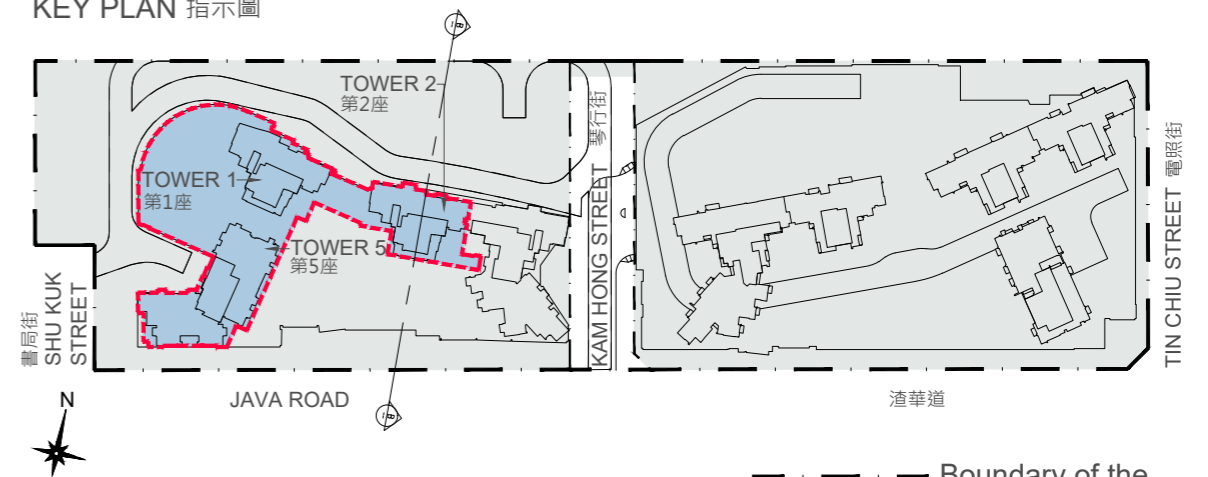 KEY PLAN 指示圖
TOWER 2
第2座
TOWER 1
第1座
TOWER 5
第5座
書局街
SHU KUK
STREET
KAM HONG STREET 琴行街
TIN CHIU STREET 電照街
N
JAVA ROAD
渣華道
Boundary of the